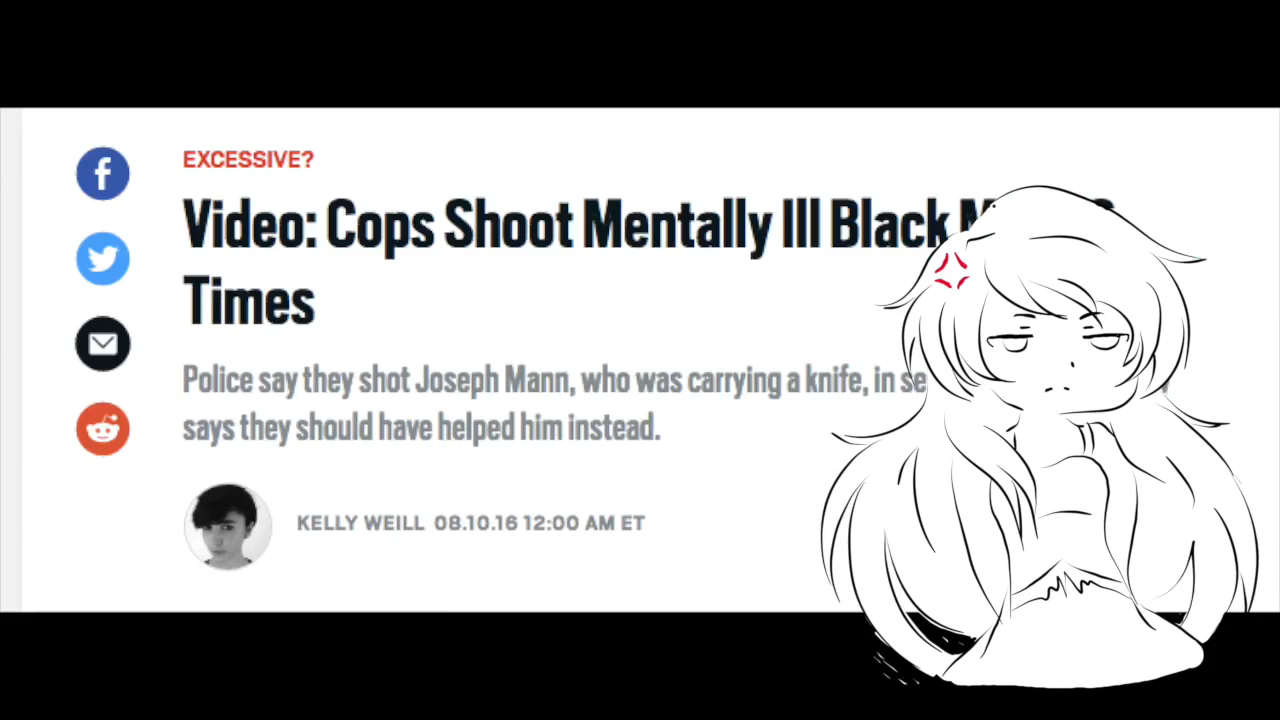 EXCESSIVE?
Video: Cops Shoot Mentally Ill Black
Times
Police say they shot Joseph Mann, who was carrying a knife, in
says they should have helped him instead.
KELLY WEILL 08.10.16 12:00 AM ET